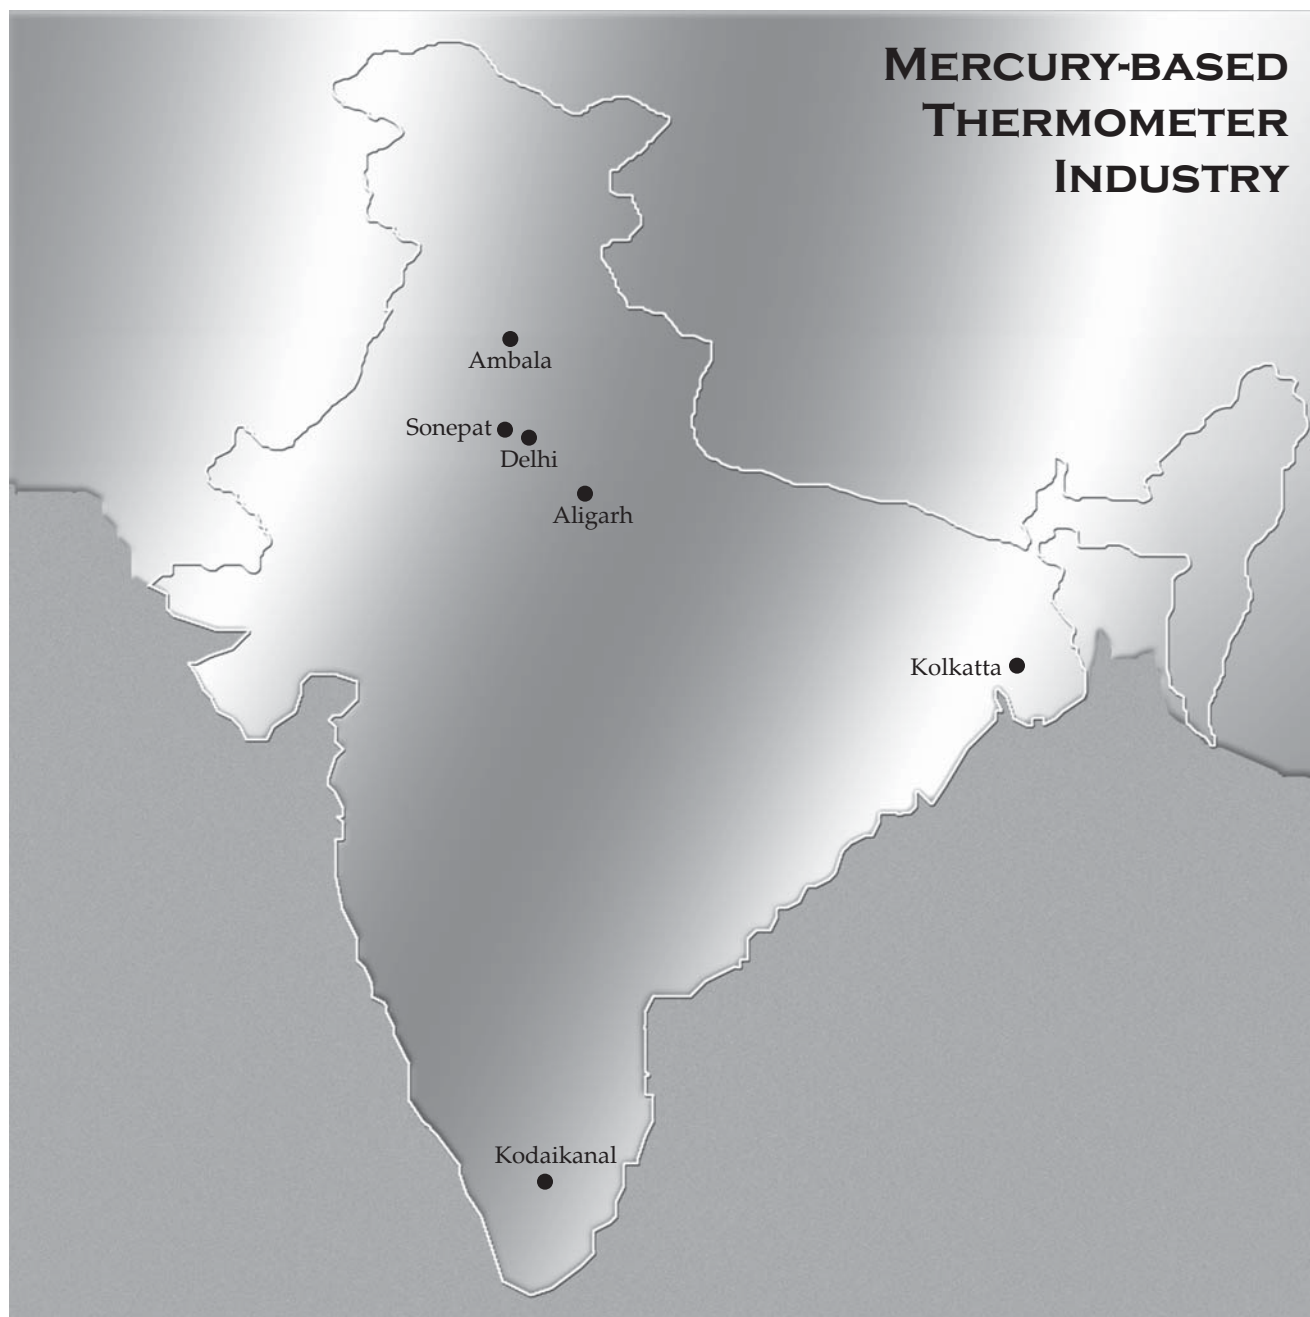 MERCURY-BASED
THERMOMETER
INDUSTRY
Ambala
Sonepat
Delhi
Aligarh
Kolkatta
Kodaikanal